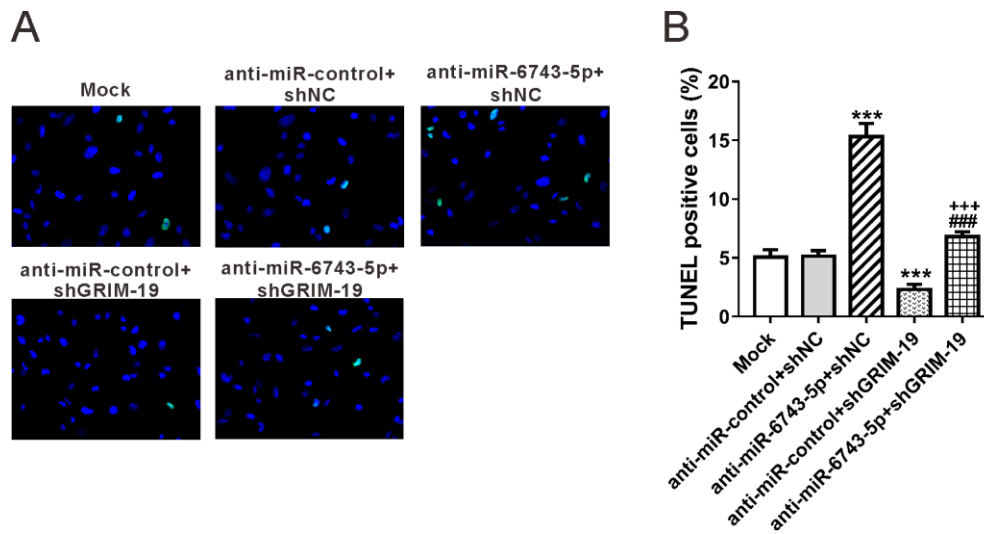 A
Mock
anti-miR-control+
shNC
anti-miR-6743-5p+
shNC
anti-miR-control+
shGRIM-19
anti-miR-6743-5p+
shGRIM-19
B
TUNEL positive cells (%)
20
15
10
5
0
***
***
+++
###
Mock
anti-miR-control+shNC
anti-miR-6743-5p+shNC
anti-miR-control+shGRIM-19
anti-miR-6743-5p+shGRIM-19